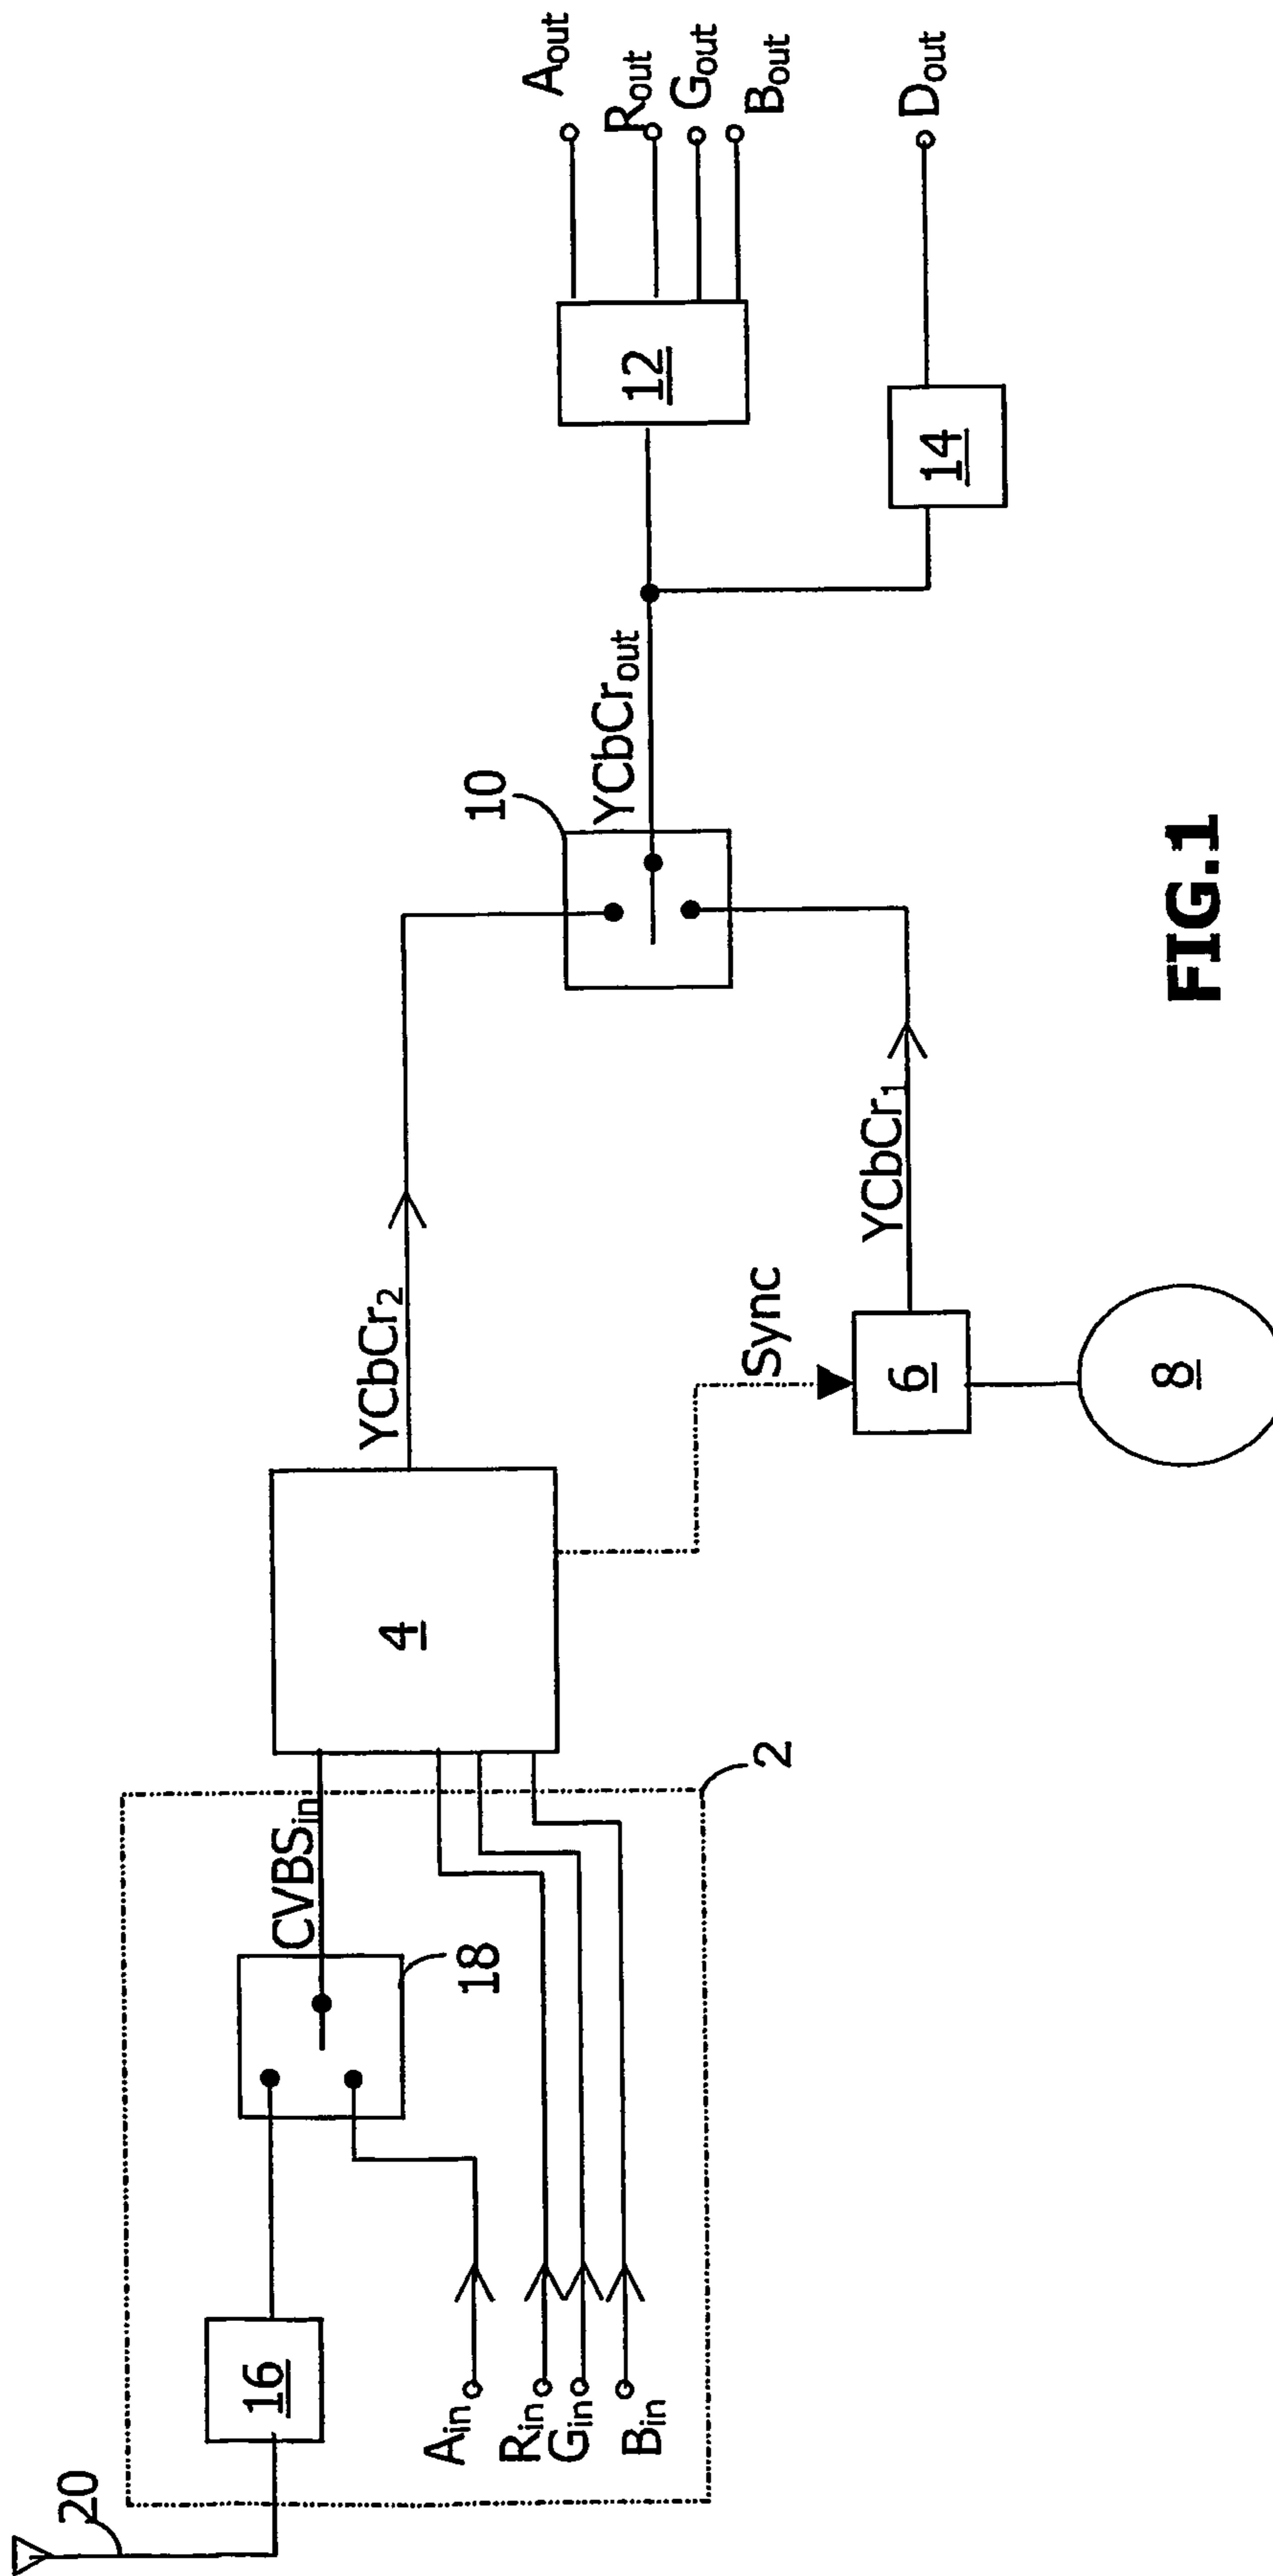 20
16
A_in
R_in
G_in
B_in
18
CVBS_in
2
4
YCbCr_2
Sync
6
8
YCbCr_1
10
YCbCr_out
12
14
A_out
R_out
G_out
B_out
D_out
FIG.1